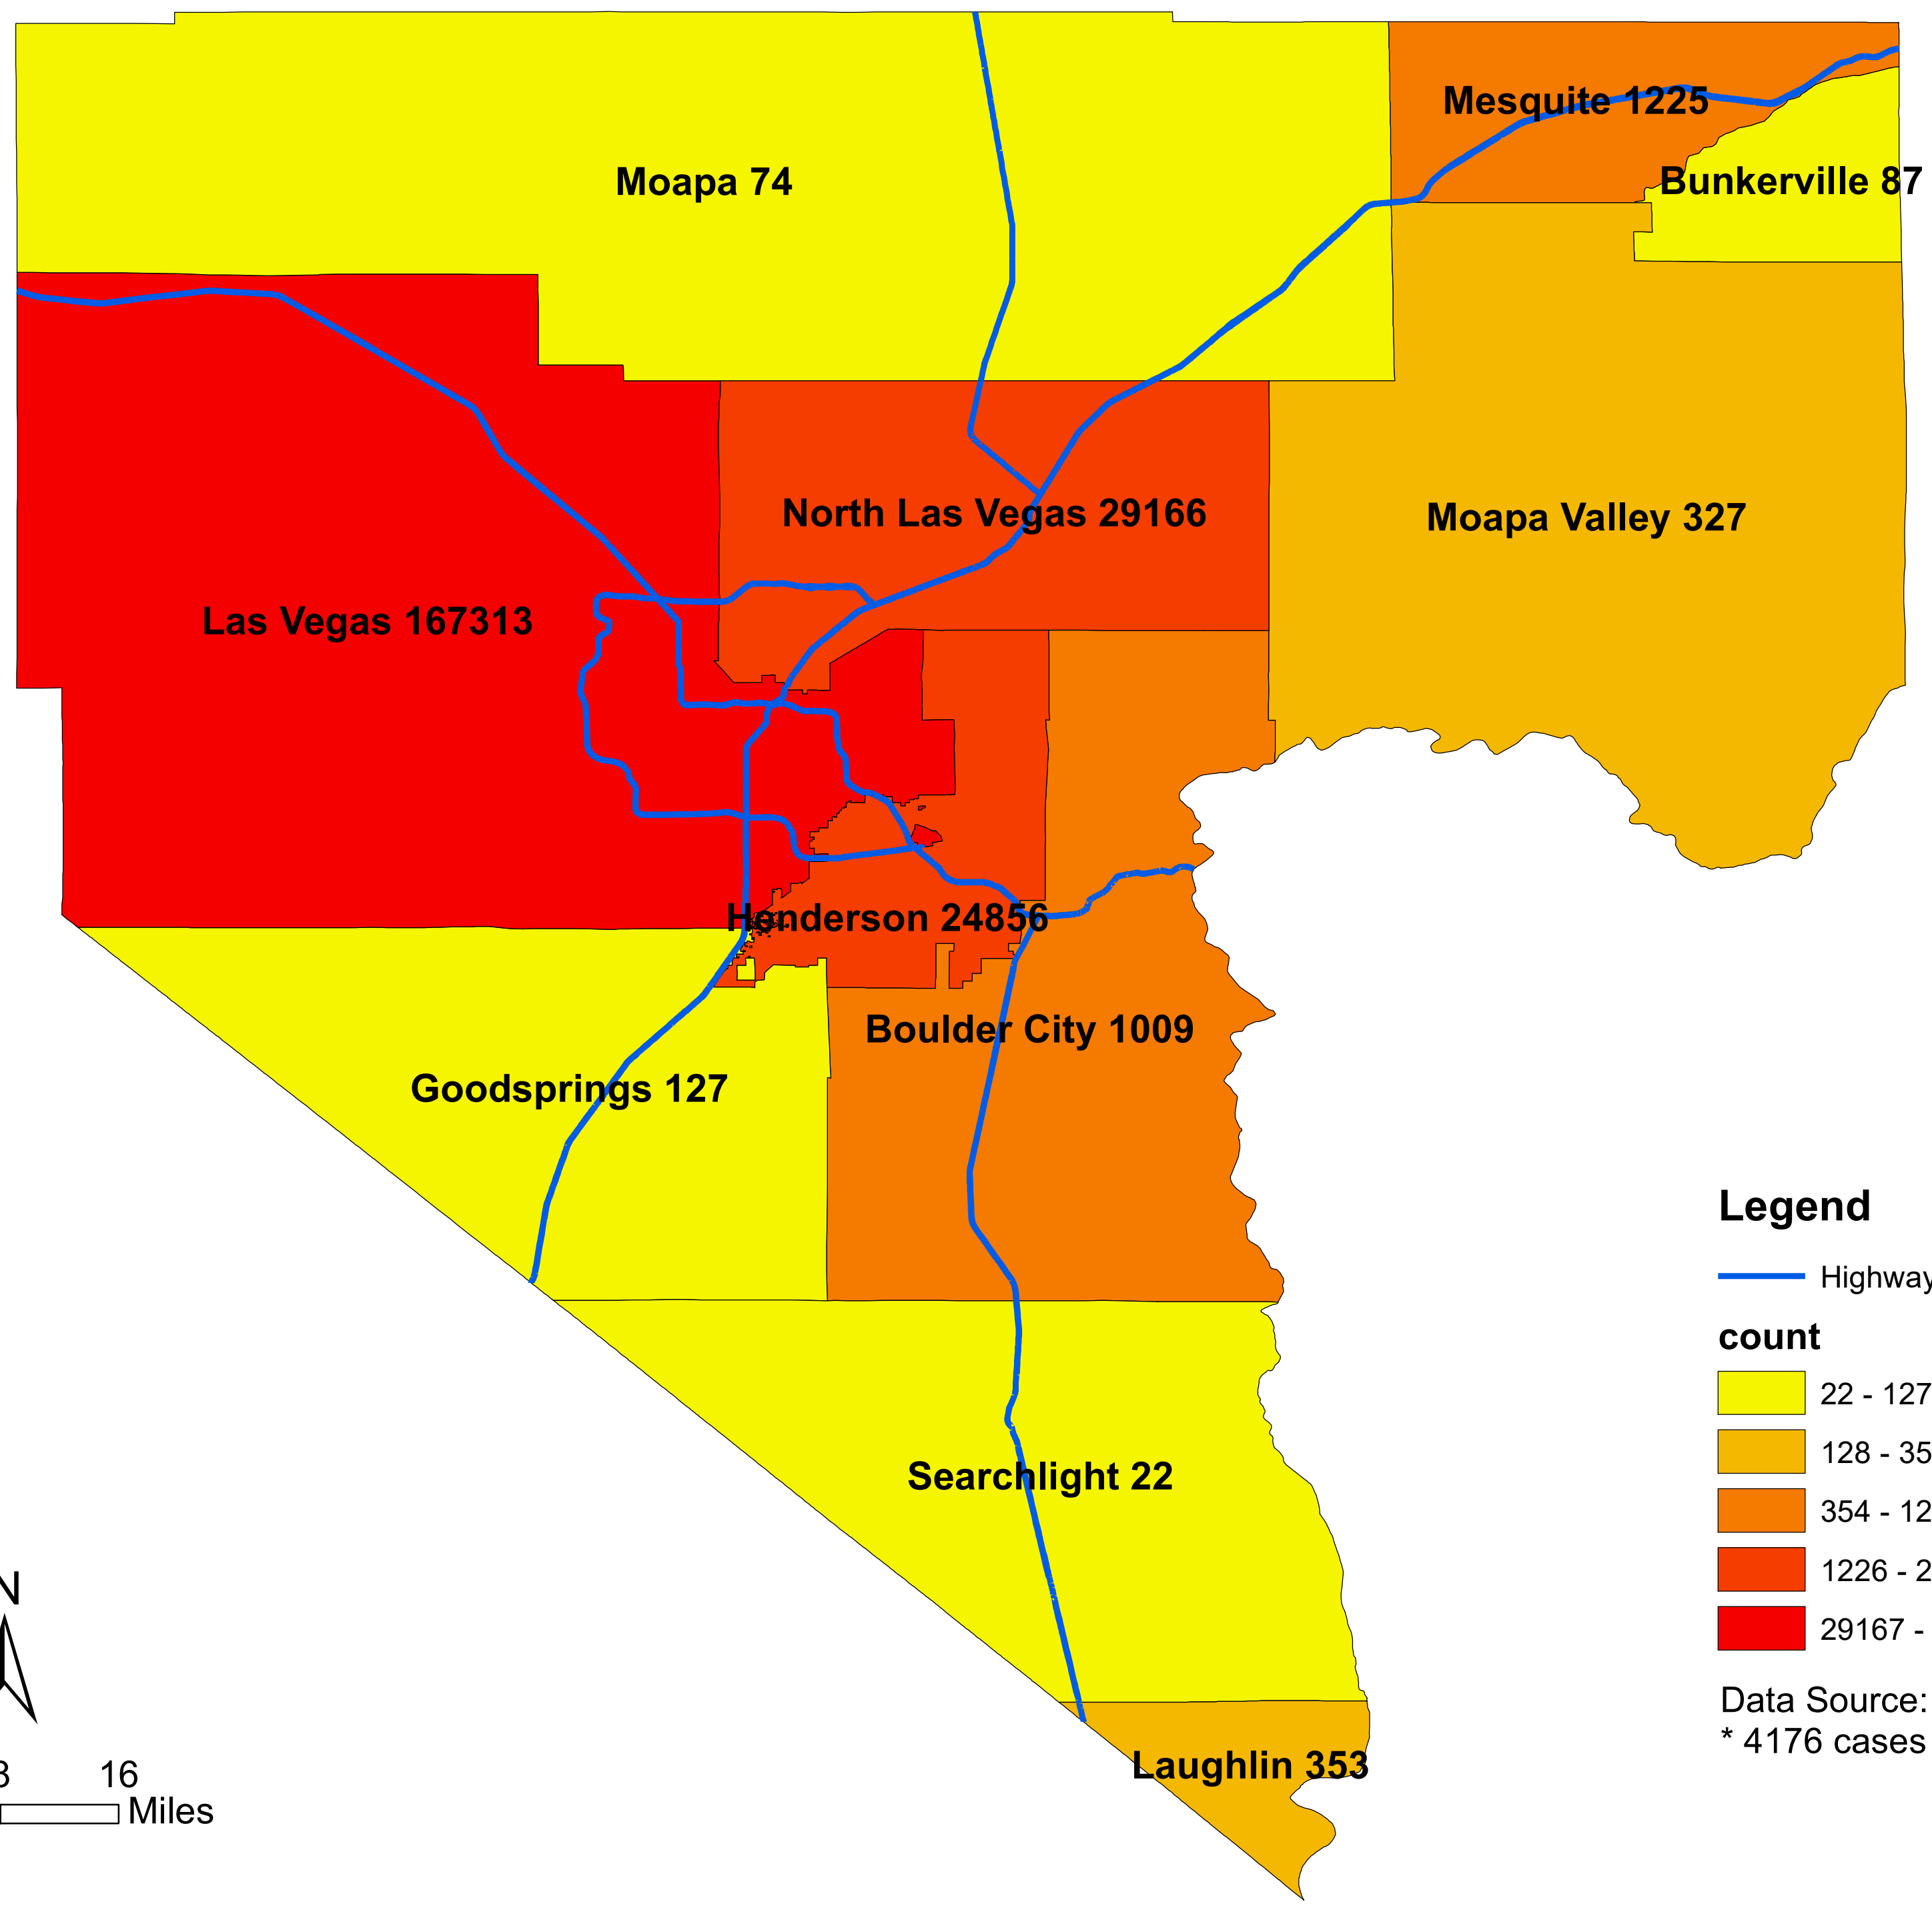 Mesquite 1225
Moapa 74
Bunkerville 87
North Las Vegas 29166
Moapa Valley 327
Las Vegas 167313
Henderson 24856
Boulder City 1009
Goodsprings 127
Searchlight 22
Laughlin 353
Legend
Highway
count
22 - 127
128 - 35
354 - 12
1226 - 2
29167 -
Data Source:
* 4176 cases
N
16
Miles